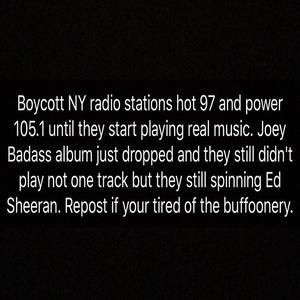 Boycott NY radio stations hot 97 and power
105.1 until they start playing real music. Joey
Badass album just dropped and they still didn't
play not one track but they still spinning Ed
Sheeran. Repost if your tired of the buffoonery.